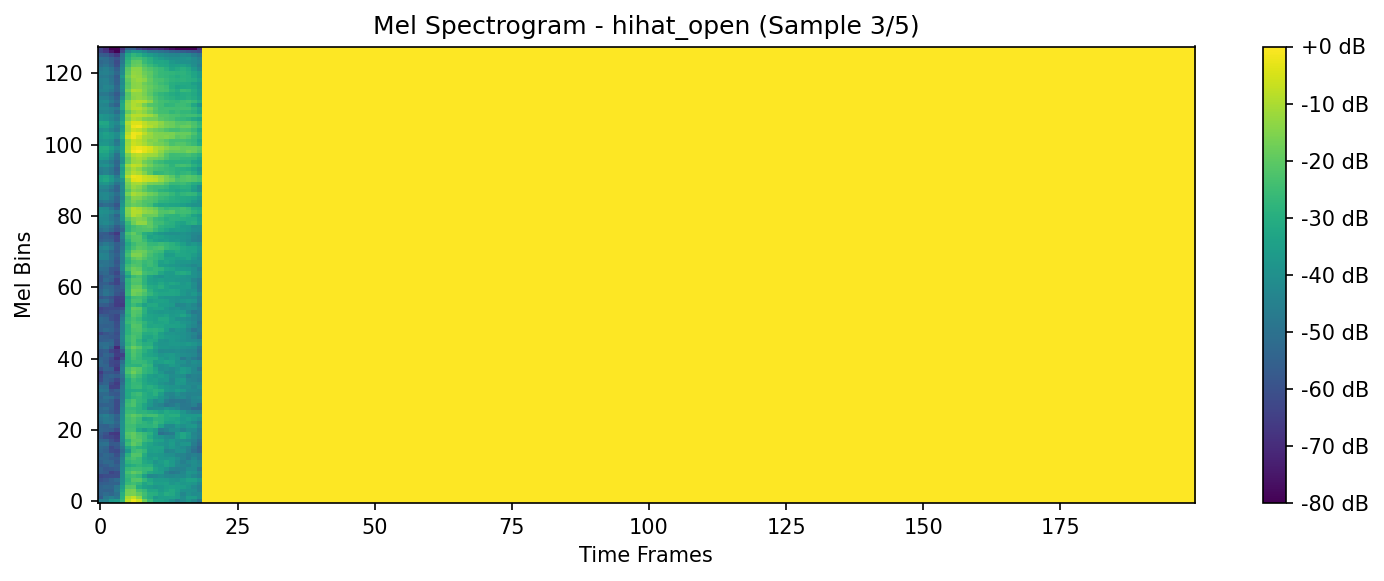 Mel Spectrogram - hihat_open (Sample 3/5)
Mel Bins
120
100
80
60
40
20
0
0 25 50 75 100 125 150 175
Time Frames
+0 dB
-10 dB
-20 dB
-30 dB
-40 dB
-50 dB
-60 dB
-70 dB
-80 dB